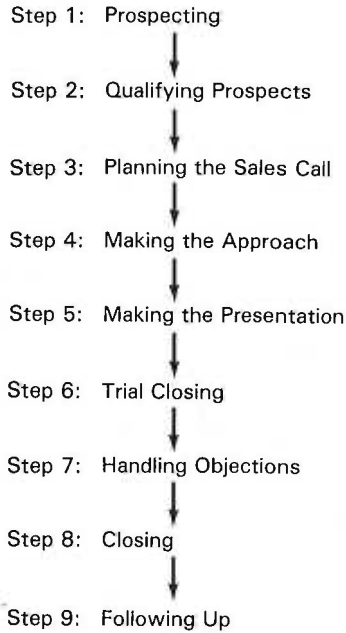 Step 1: Prospecting
Step 2: Qualifying Prospects
Step 3: Planning the Sales Call
Step 4: Making the Approach
Step 5: Making the Presentation
Step 6: Trial Closing
Step 7: Handling Objections
Step 8: Closing
Step 9: Following Up